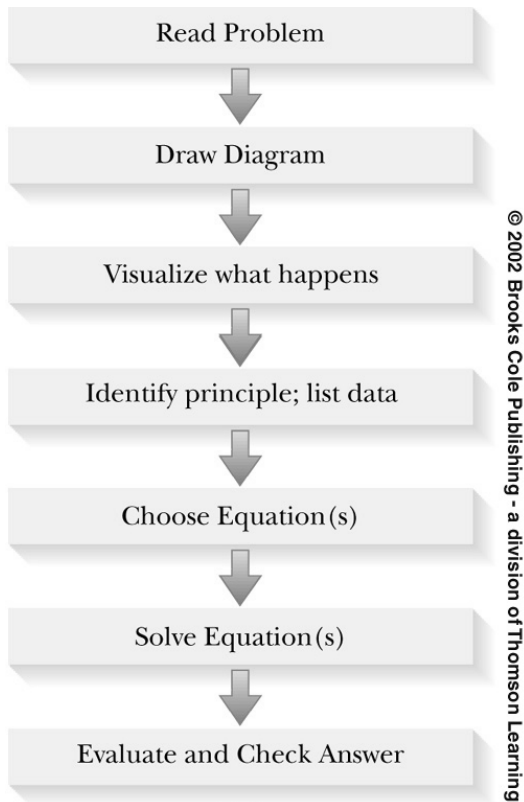 Read Problem
Draw Diagram
Visualize what happens
Identify principle; list data
Choose Equation(s)
Solve Equation(s)
Evaluate and Check Answer
© 2002 Brooks Cole Publishing - a division of Thomson Learning